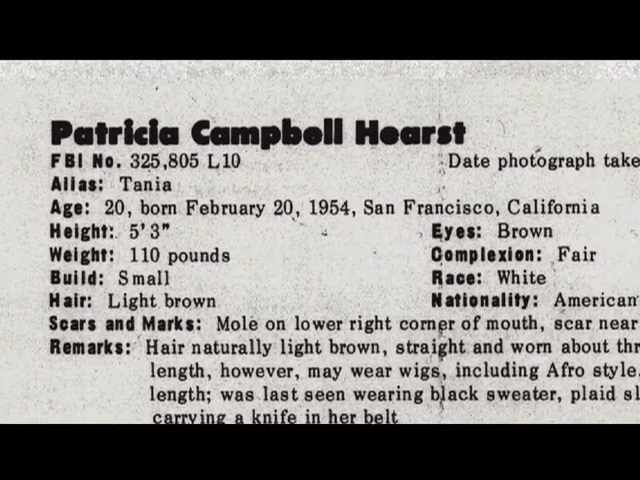 Patricia Campbell Hearst
FBI No. 325,805 L10 Date photograph take
Alias: Tania
Age: 20, born February 20, 1954, San Francisco, California
Height: 5'3" Eyes: Brown
Weight: 110 pounds Complexion: Fair
Build: Small Race: White
Hair: Light brown Nationality: American
Scars and Marks: Mole on lower right corner of mouth, scar near
Remarks: Hair naturally light brown, straight and worn about thr
length, however, may wear wigs, including Afro style,
length; was last seen wearing black sweater, plaid sl
carrying a knife in her belt